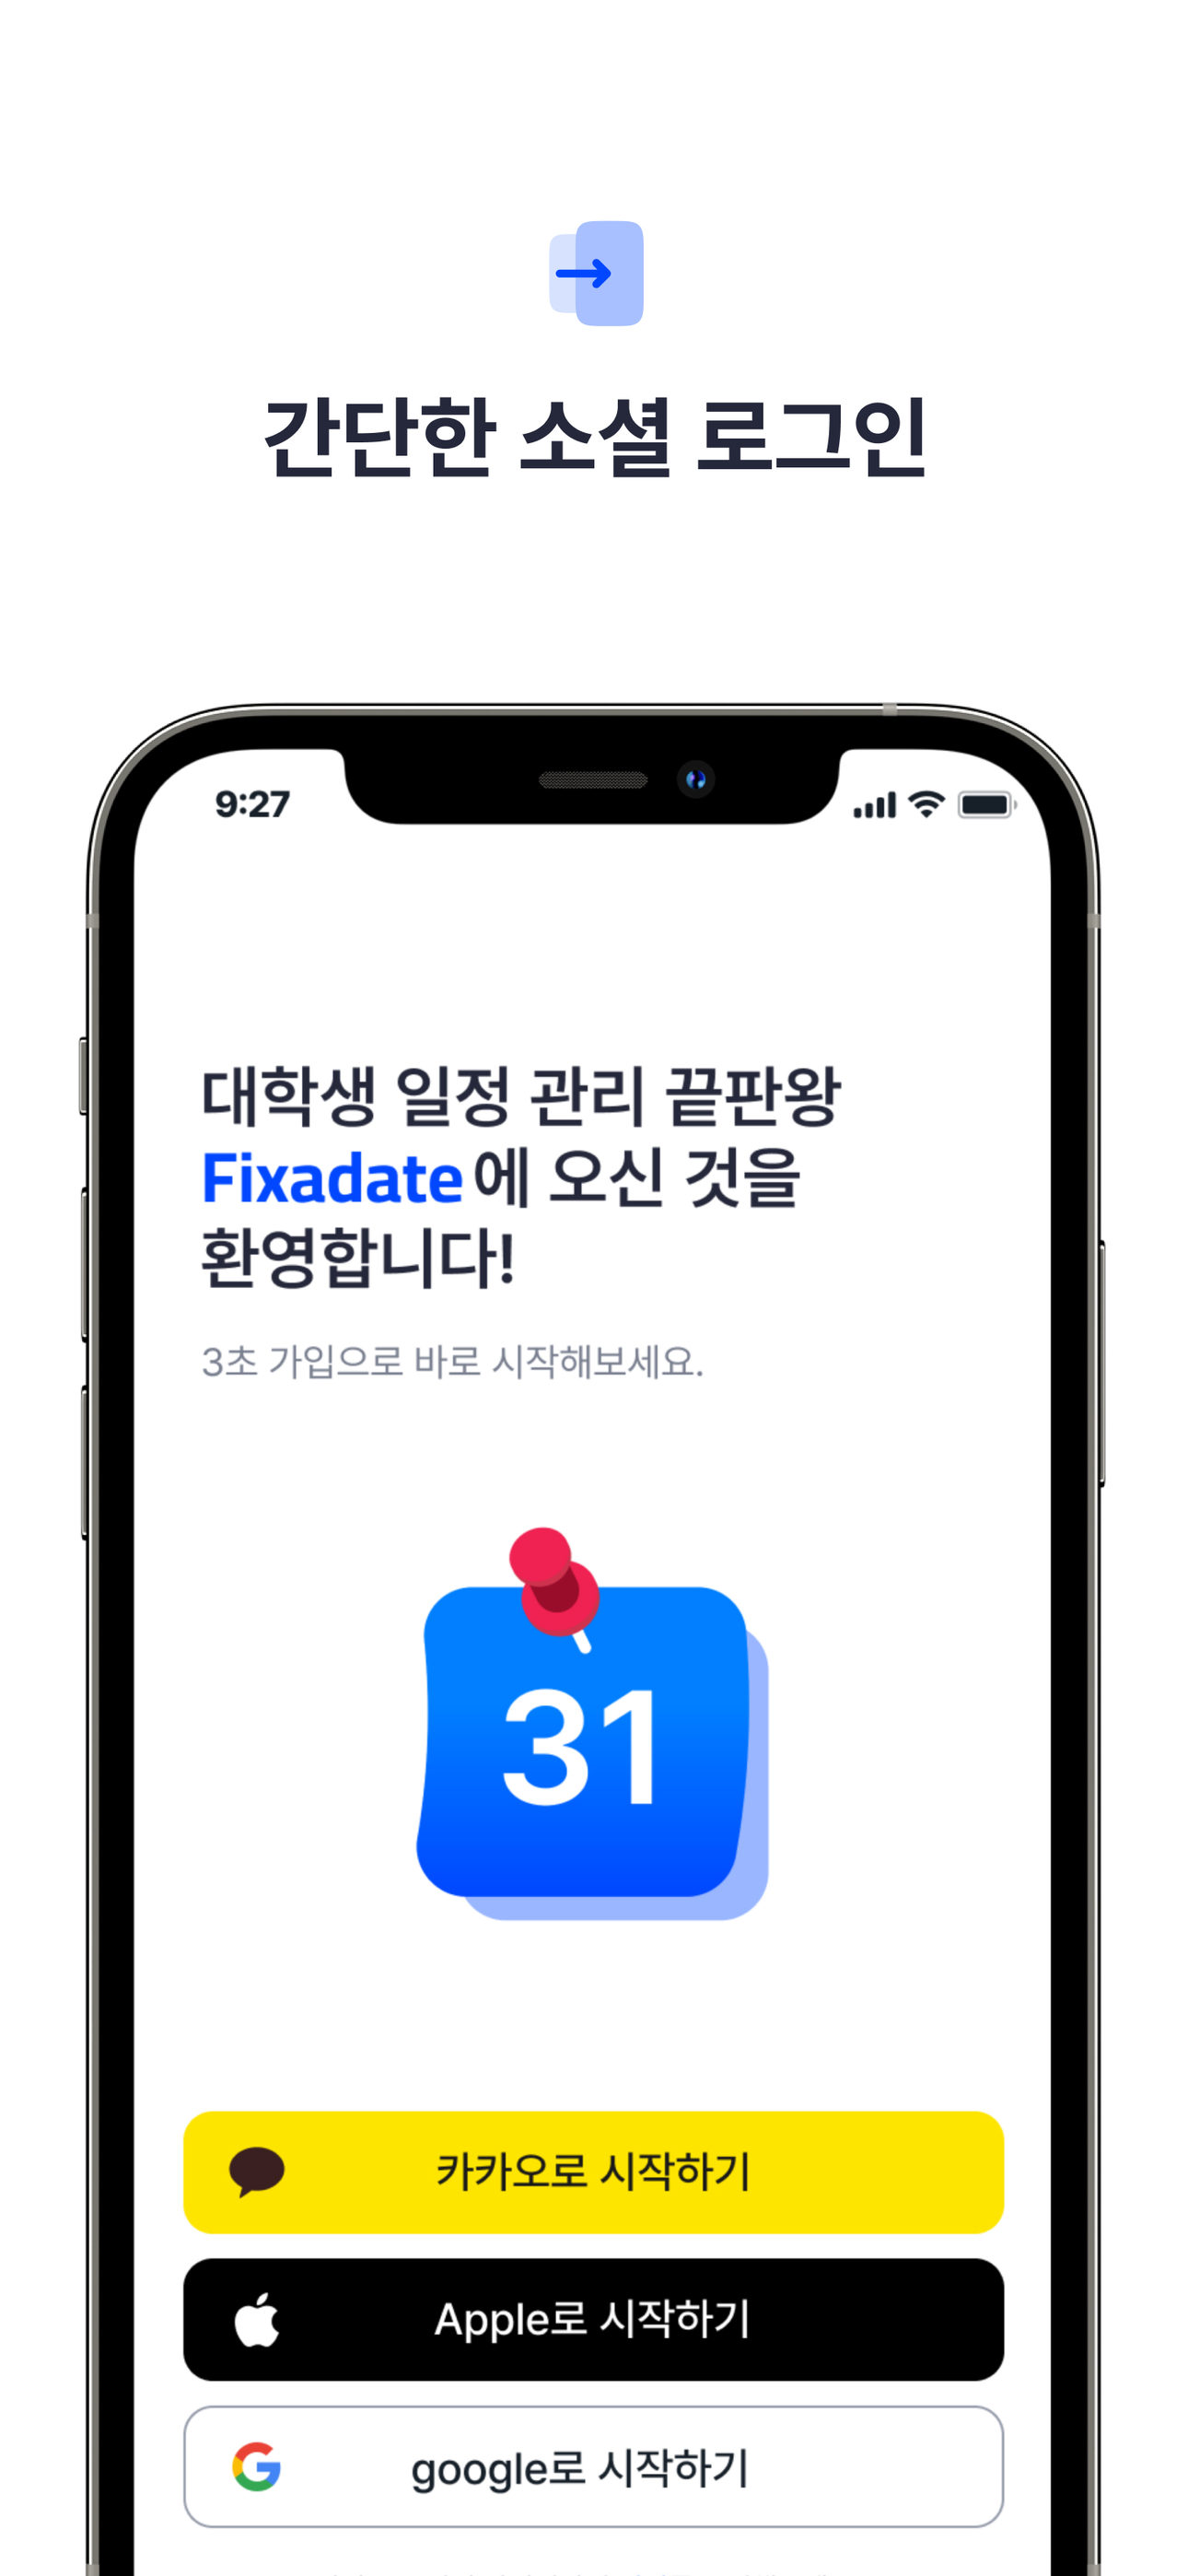 간단한 소셜 로그인
9:27
대학생 일정 관리 끝판왕
Fixadate에 오신 것을
환영합니다!
3초 가입으로 바로 시작해보세요.
31
카카오로 시작하기
Apple로 시작하기
google로 시작하기